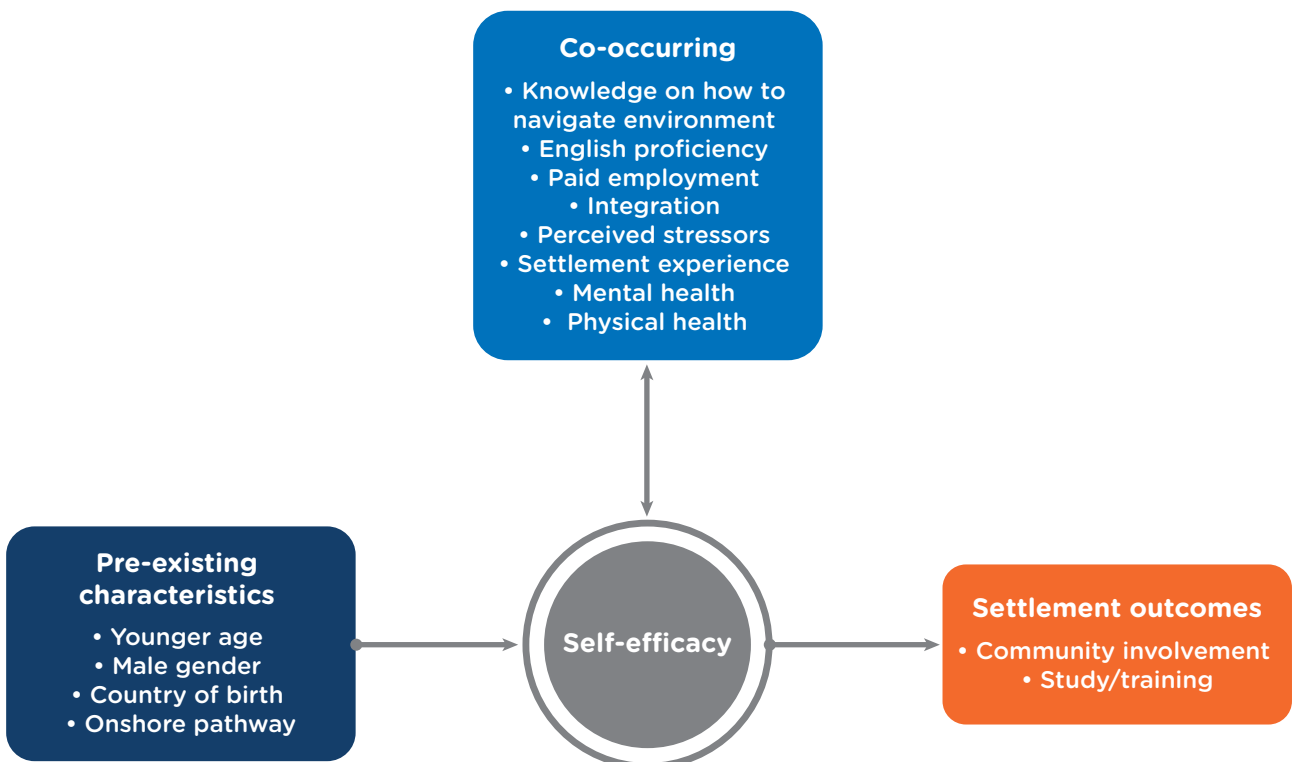 Co-occurring
• Knowledge on how to
navigate environment
• English proficiency
• Paid employment
• Integration
• Perceived stressors
• Settlement experience
• Mental health
• Physical health
Pre-existing
characteristics
• Younger age
• Male gender
• Country of birth
• Onshore pathway
Self-efficacy
Settlement outcomes
• Community involvement
• Study/training